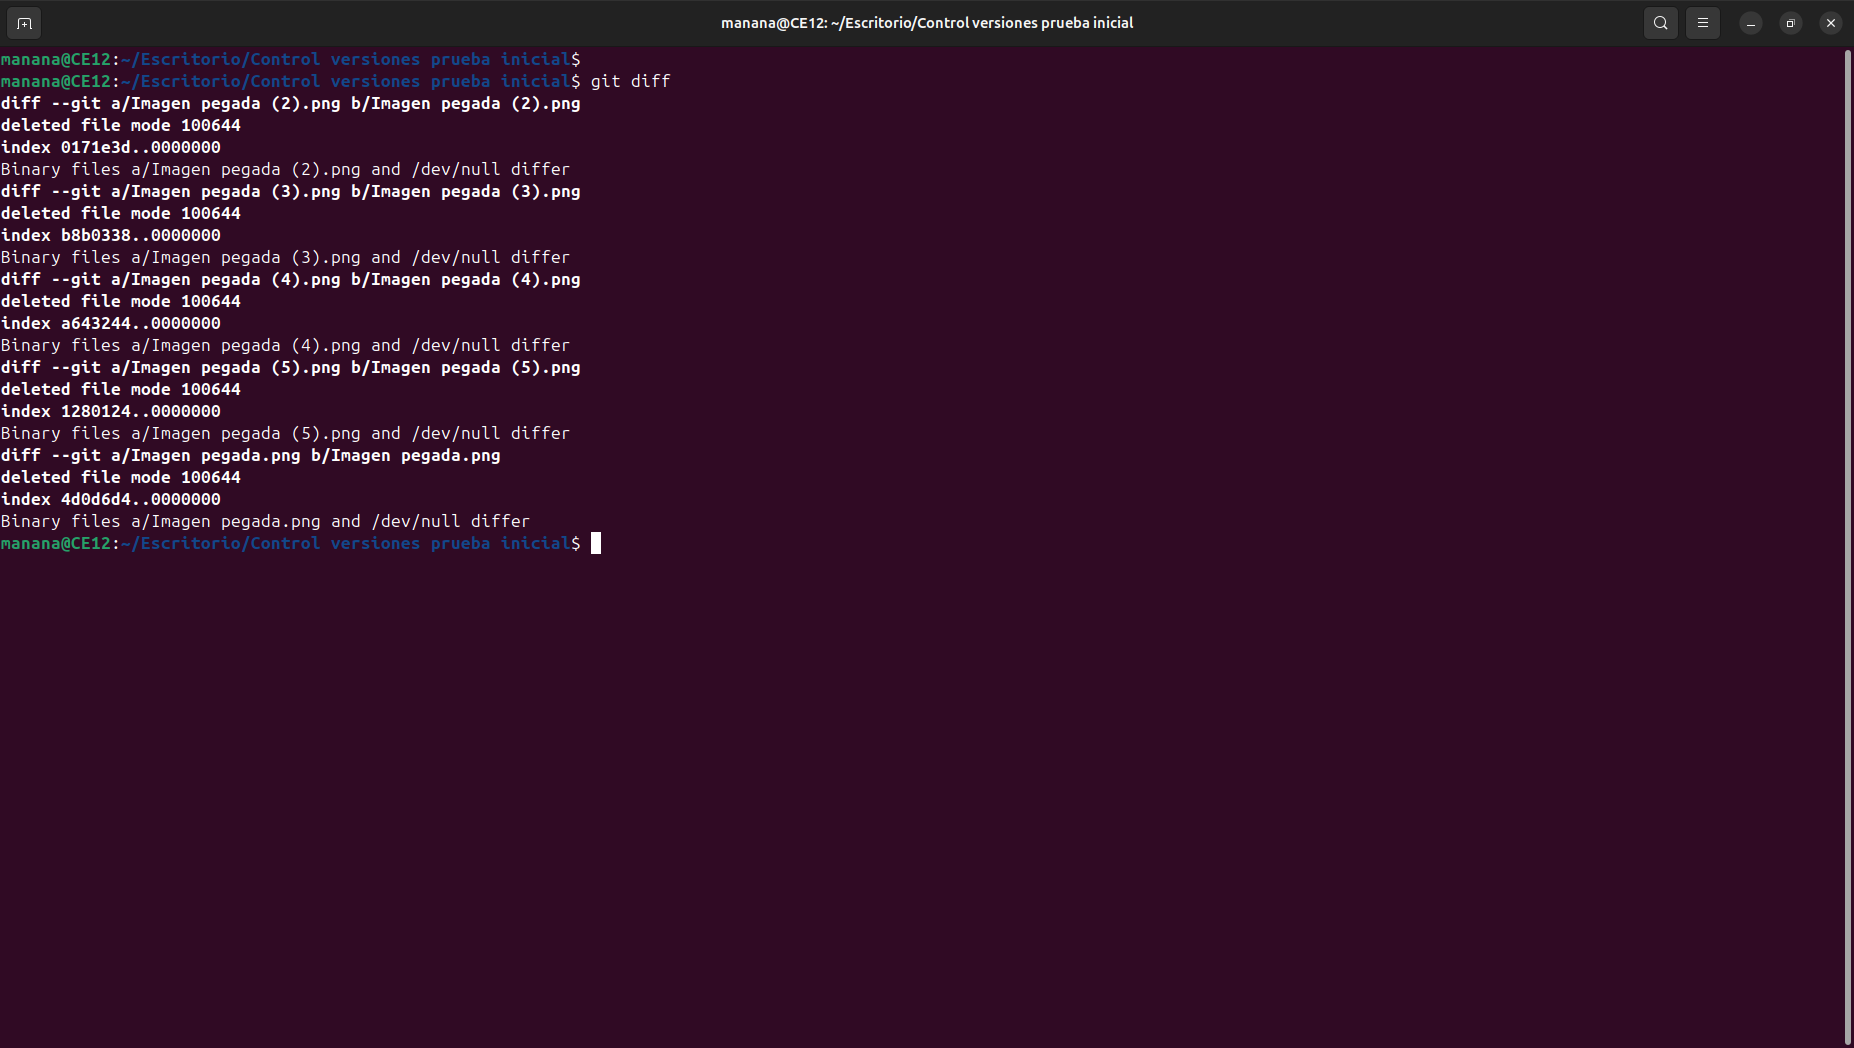 manana@CE12: ~/Escritorio/Control versiones prueba inicial
manana@CE12:~/Escritorio/Control versiones prueba inicial$
manana@CE12:~/Escritorio/Control versiones prueba inicial$ git diff
diff --git a/Imagen pegada (2).png b/Imagen pegada (2).png
deleted file mode 100644
index 0171e3d..0000000
Binary files a/Imagen pegada (2).png and /dev/null differ
diff --git a/Imagen pegada (3).png b/Imagen pegada (3).png
deleted file mode 100644
index b8b0338..0000000
Binary files a/Imagen pegada (3).png and /dev/null differ
diff --git a/Imagen pegada (4).png b/Imagen pegada (4).png
deleted file mode 100644
index a643244..0000000
Binary files a/Imagen pegada (4).png and /dev/null differ
diff --git a/Imagen pegada (5).png b/Imagen pegada (5).png
deleted file mode 100644
index 1280124..0000000
Binary files a/Imagen pegada (5).png and /dev/null differ
diff --git a/Imagen pegada.png b/Imagen pegada.png
deleted file mode 100644
index 4d0d6d4..0000000
Binary files a/Imagen pegada.png and /dev/null differ
manana@CE12:~/Escritorio/Control versiones prueba inicial$